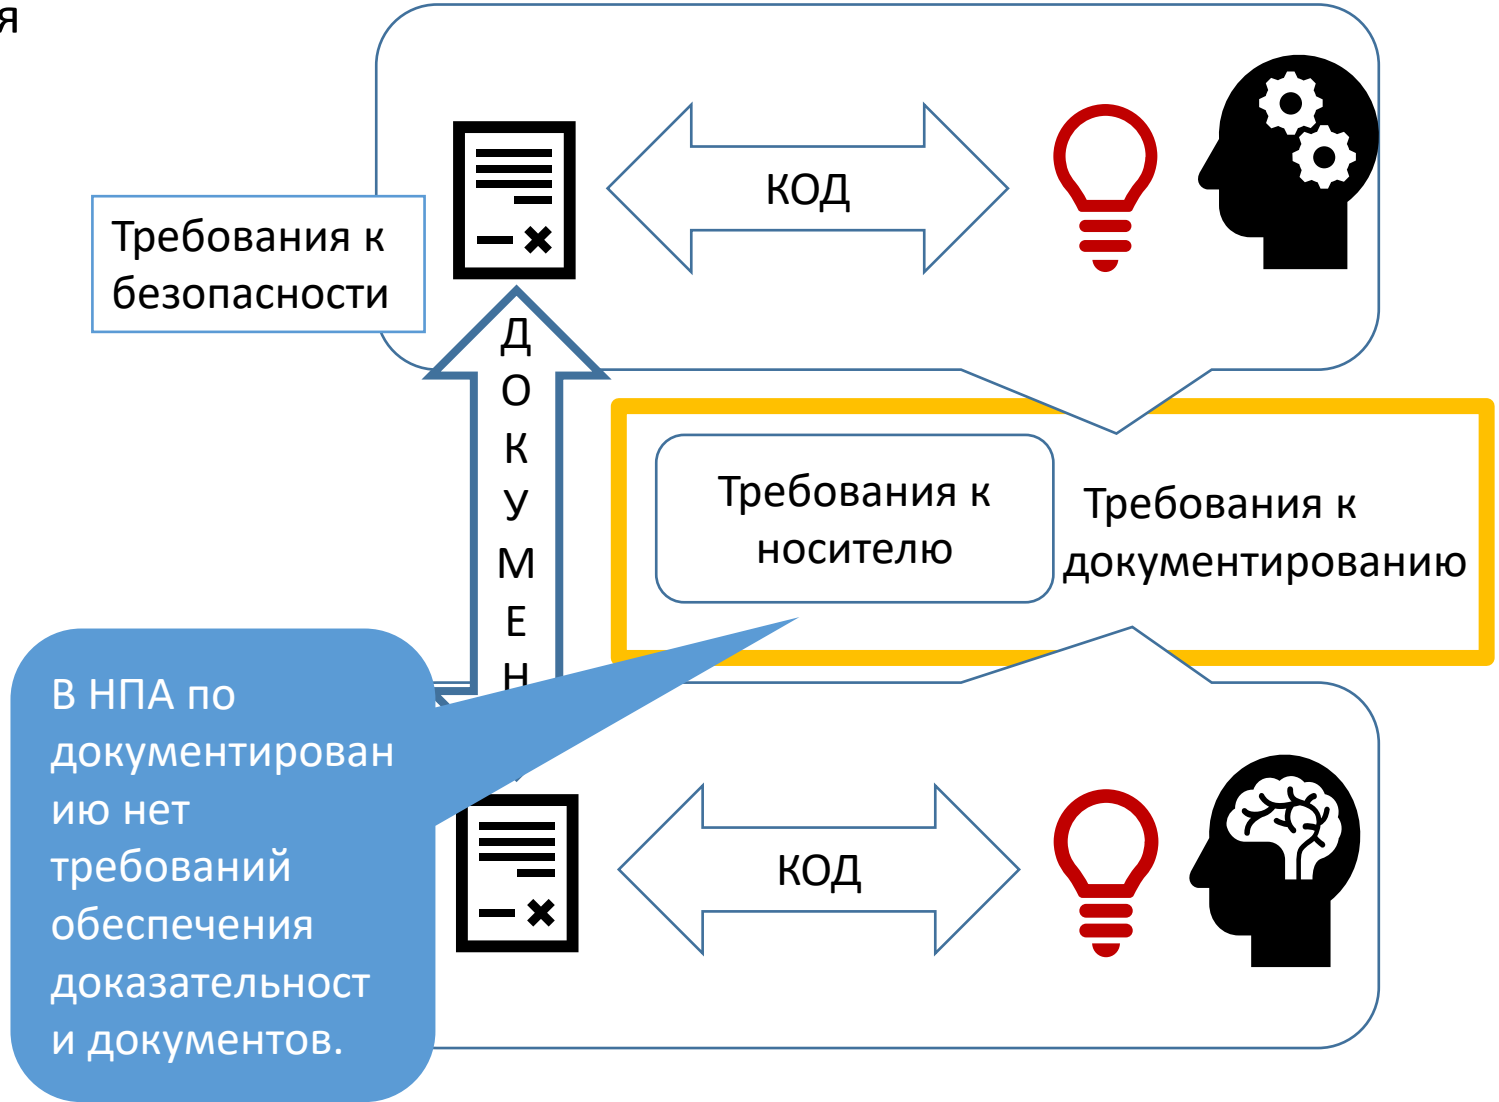 я
КОД
Требования к
безопасности
Д
О
К
У
М
Е
Н
Требования к
носителю
Требования к
документированию
В НПА по
документирован
ию нет
требований
обеспечения
доказательност
и документов.
КОД